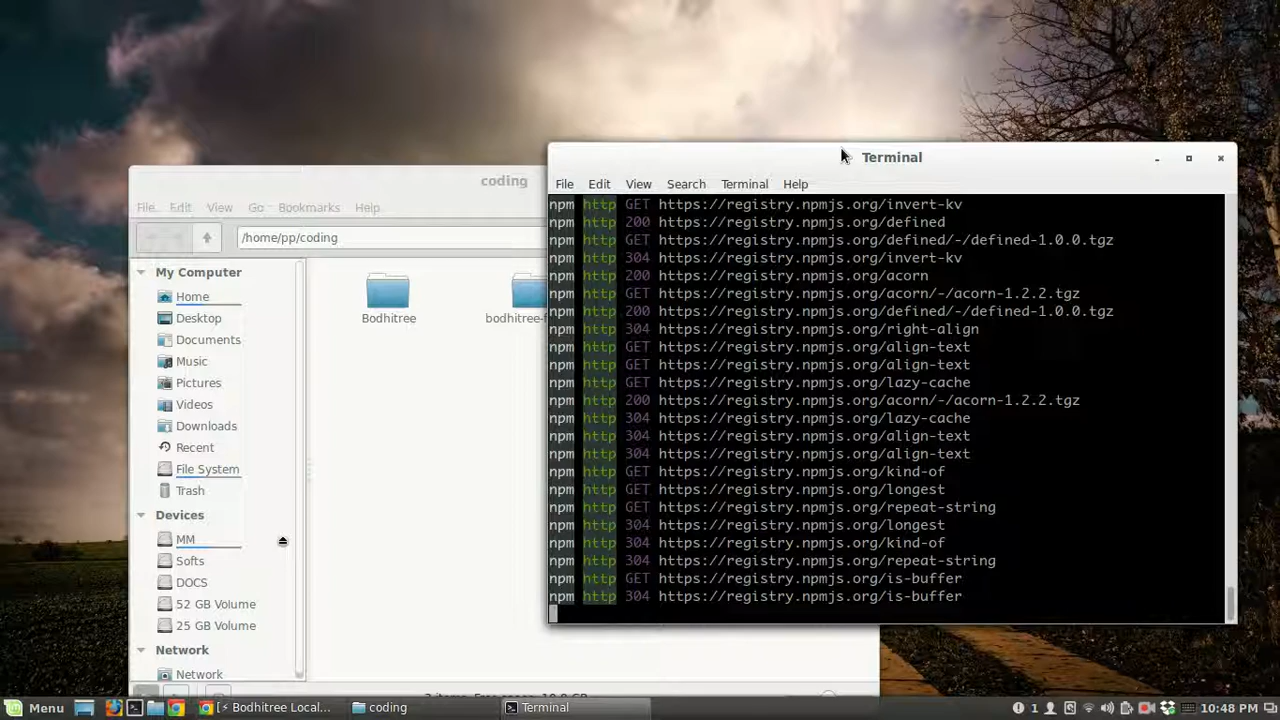 coding
File Edit View Go Bookmarks Help
/home/pp/coding
My Computer
Home
Desktop
Documents
Music
Pictures
Videos
Downloads
Recent
File System
Trash
Devices
MM
Softs
DOCS
52 GB Volume
25 GB Volume
Network
Network
Bodhitree
Terminal
File Edit View Search Terminal Help
npm http GET https://registry.npmjs.org/invert-kv
npm http 200 https://registry.npmjs.org/defined
npm http GET https://registry.npmjs.org/defined/-/defined-1.0.0.tgz
npm http 304 https://registry.npmjs.org/invert-kv
npm http 200 https://registry.npmjs.org/acorn
npm http GET https://registry.npmjs.org/acorn/-/acorn-1.2.2.tgz
npm http 200 https://registry.npmjs.org/defined/-/defined-1.0.0.tgz
npm http 304 https://registry.npmjs.org/right-align
npm http GET https://registry.npmjs.org/align-text
npm http GET https://registry.npmjs.org/align-text
npm http GET https://registry.npmjs.org/lazy-cache
npm http 200 https://registry.npmjs.org/acorn/-/acorn-1.2.2.tgz
npm http 304 https://registry.npmjs.org/lazy-cache
npm http 304 https://registry.npmjs.org/align-text
npm http 304 https://registry.npmjs.org/align-text
npm http GET https://registry.npmjs.org/kind-of
npm http GET https://registry.npmjs.org/longest
npm http GET https://registry.npmjs.org/repeat-string
npm http 304 https://registry.npmjs.org/longest
npm http 304 https://registry.npmjs.org/kind-of
npm http 304 https://registry.npmjs.org/repeat-string
npm http GET https://registry.npmjs.org/is-buffer
npm http 304 https://registry.npmjs.org/is-buffer
Menu [⚡ Bodhitree Local... coding Terminal 1 10:48 PM